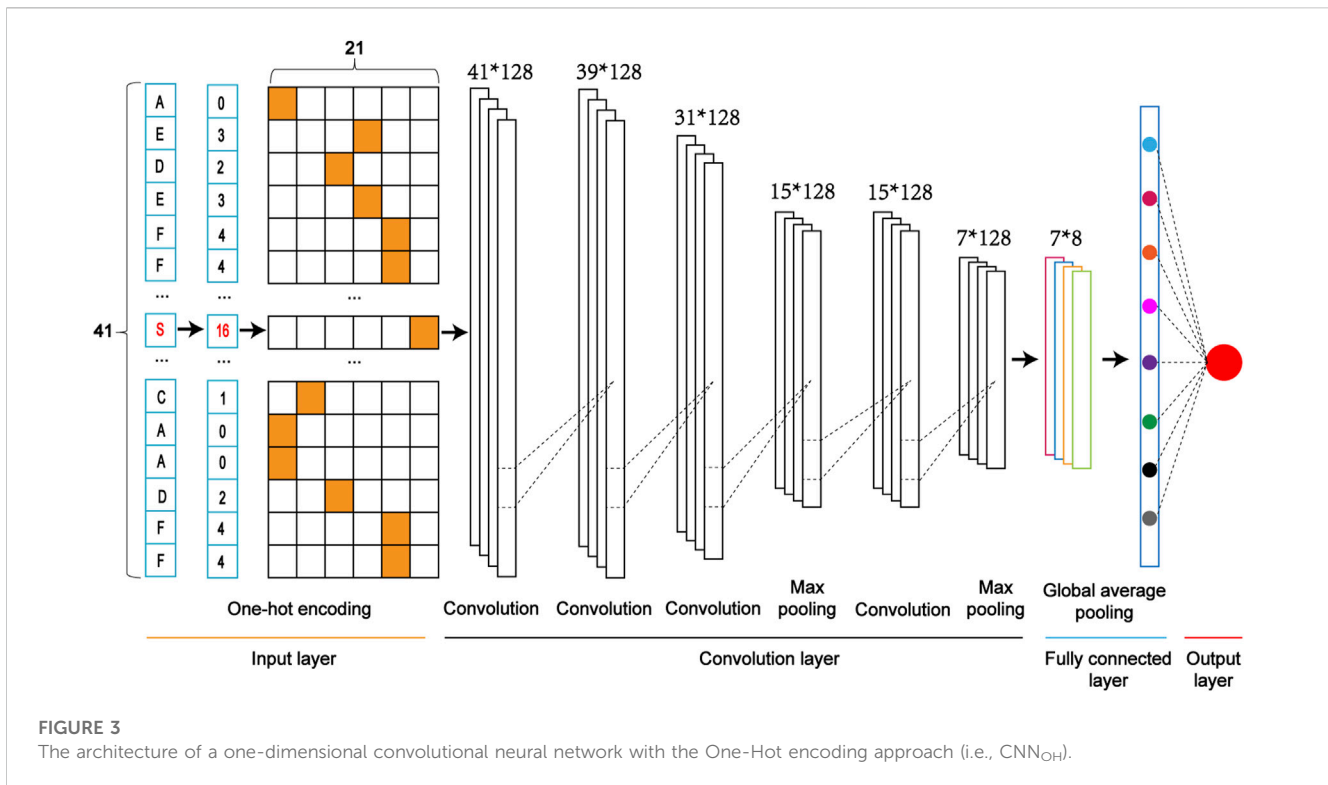 21
41*128
39*128
31*128
15*128
15*128
7*128
7*8
A 0
E 3
D 2
E 3
F 4
F 4
... ... ...
41 S 16
... ... ...
C 1
A 0
A 0
D 2
F 4
F 4
One-hot encoding
Convolution
Convolution
Convolution
Max
pooling
Convolution
Max
pooling
Global average
pooling
Input layer
Convolution layer
Fully connected
layer
Output
layer
FIGURE 3
The architecture of a one-dimensional convolutional neural network with the One-Hot encoding approach (i.e., CNNOH).